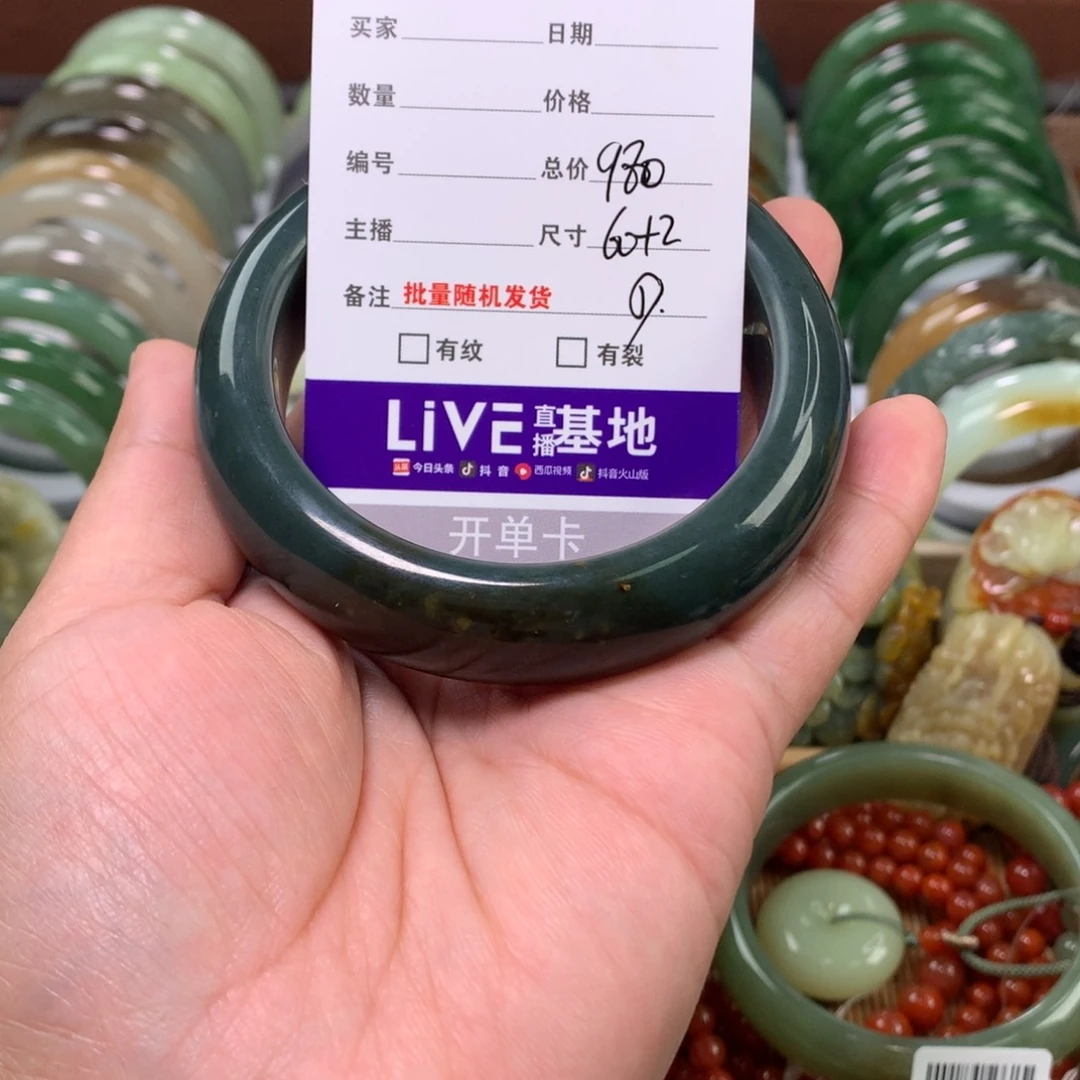 买家 日期
数量 价格
编号 总价 930
主播 尺寸 60+2
备注 批量随机发货
□有纹 □有裂
LiVE 直播基地
今日头条 抖音 西瓜视频 抖音火山版
开单卡